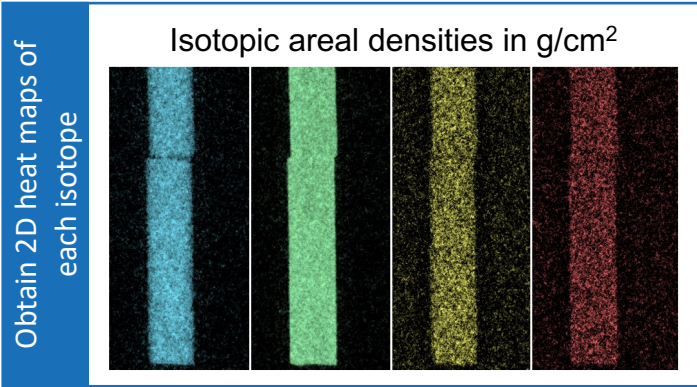 Obtain 2D heat maps of
each isotope
Isotopic areal densities in g/cm²